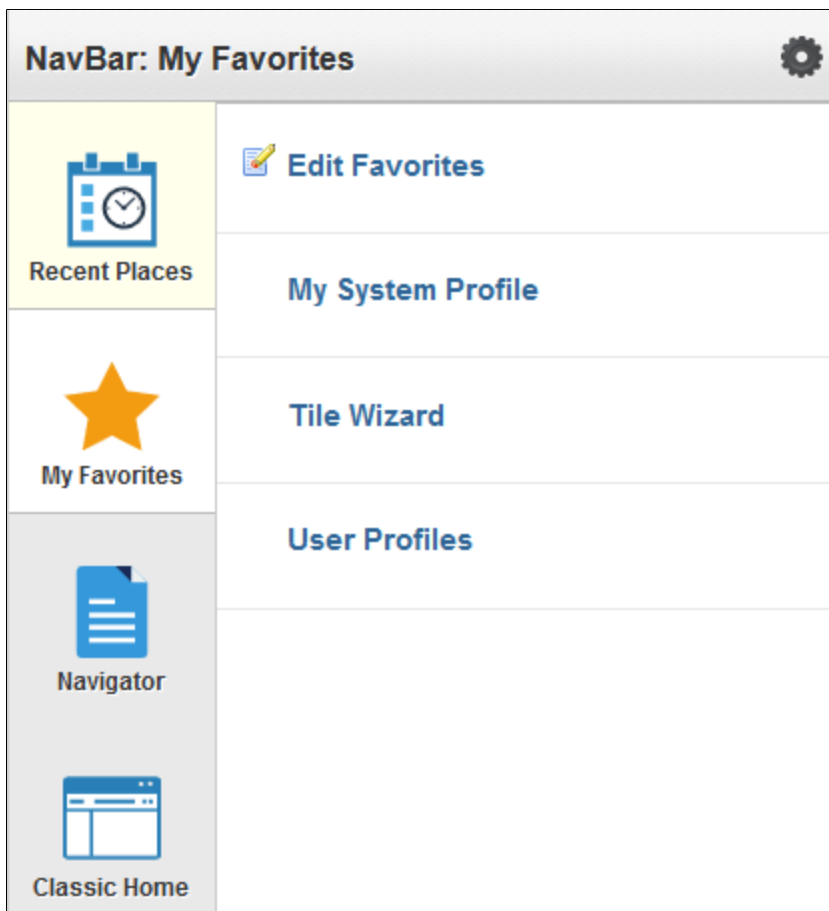 NavBar: My Favorites
Recent Places
My Favorites
Navigator
Classic Home
Edit Favorites
My System Profile
Tile Wizard
User Profiles